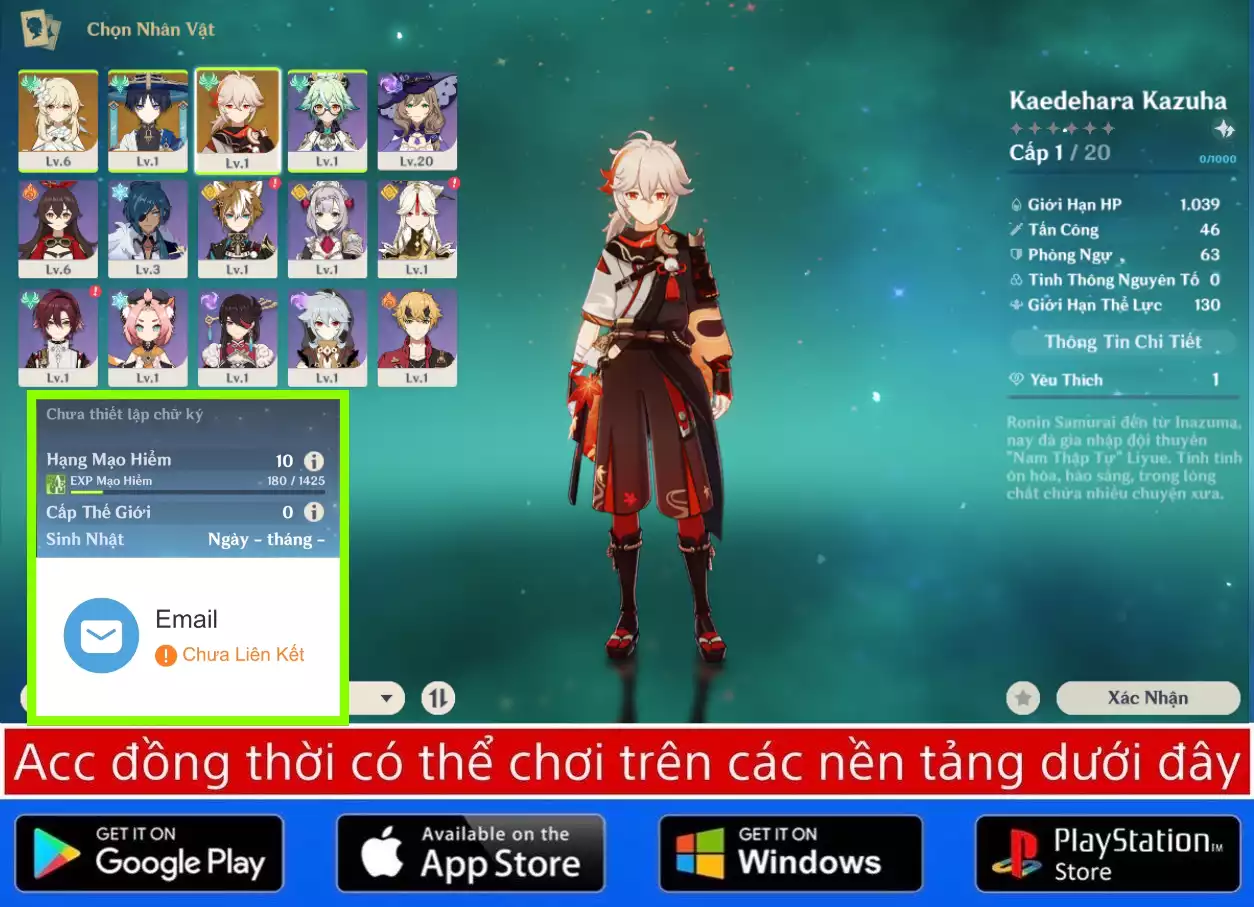 Chọn Nhân Vật
Lv.6
Lv.1
Lv.1
Lv.1
Lv.20
Lv.6
Lv.3
Lv.1
Lv.1
Lv.1
Lv.1
Lv.1
Lv.1
Lv.1
Lv.1
Chưa thiết lập chữ ký
Hạng Mạo Hiểm 10
EXP Mạo Hiểm 180 / 1425
Cấp Thế Giới 0
Sinh Nhật Ngày - tháng -
Email
Chưa Liên Kết
Kaedehara Kazuha
Cấp 1 / 20
0/1000
Giới Hạn HP 1.039
Tấn Công 46
Phòng Ngự 63
Tinh Thông Nguyên Tố 0
Giới Hạn Thể Lực 130
Thông Tin Chi Tiết
Yêu Thích 1
Ronin Samurai đến từ Inazuma,
nay đã gia nhập đội thuyền
"Nam Thập Tự" Liyue. Tính tình
ôn hòa, hào sảng, trong lòng
chất chứa nhiều chuyện xưa.
Xác Nhận
Acc đồng thời có thể chơi trên các nền tảng dưới đây
GET IT ON
Google Play
Available on the
App Store
GET IT ON
Windows
PlayStation™
Store